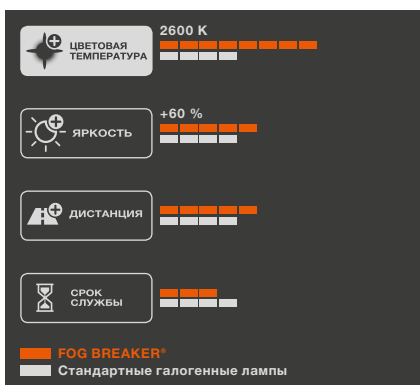 2600 K
ЦВЕТОВАЯ
ТЕМПЕРАТУРА
+60 %
ЯРКОСТЬ
ДИСТАНЦИЯ
СРОК
СЛУЖБЫ
FOG BREAKER®
Стандартные галогенные лампы